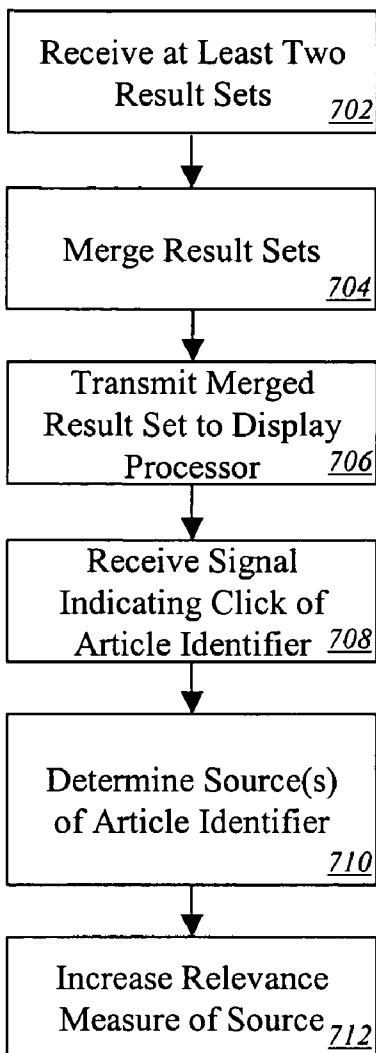 Receive at Least Two
Result Sets
702
Merge Result Sets
704
Transmit Merged
Result Set to Display
Processor 706
Receive Signal
Indicating Click of
Article Identifier 708
Determine Source(s)
of Article Identifier
710
Increase Relevance
Measure of Source 712